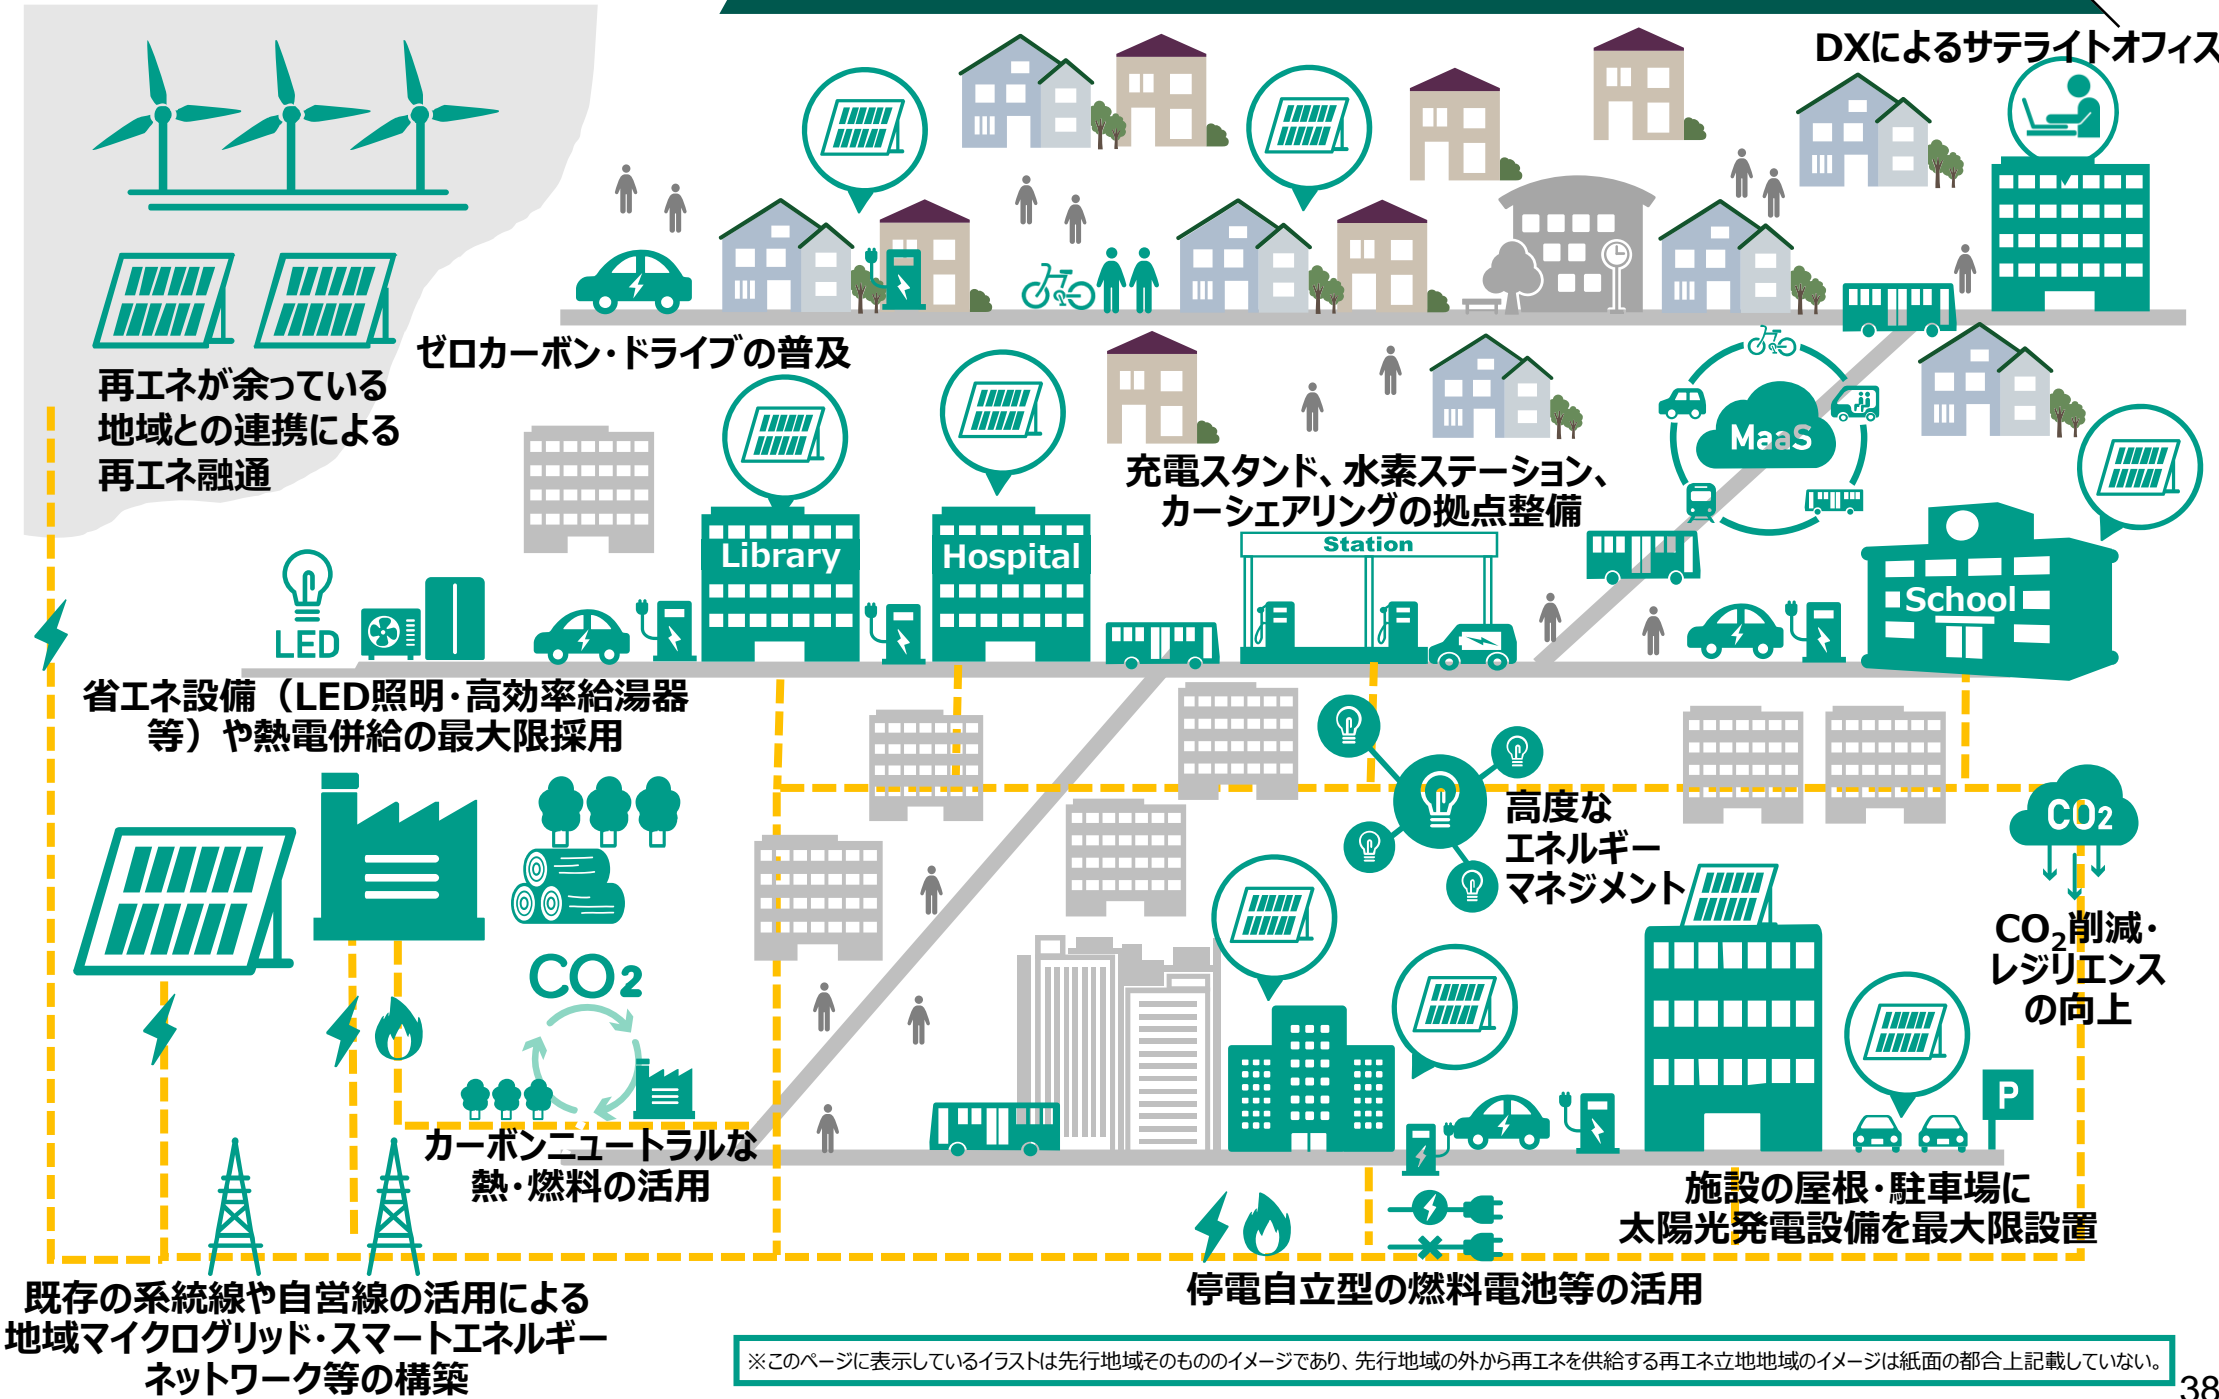 DXによるサテライトオフィス
ゼロカーボン・ドライブの普及
再エネが余っている
地域との連携による
再エネ融通
MaaS
充電スタンド、水素ステーション、
カーシェアリングの拠点整備
Station
Library
Hospital
School
LED
省エネ設備（LED照明・高効率給湯器
等）や熱電併給の最大限採用
高度な
エネルギー
マネジメント
CO2
CO2削減・
レジリエンス
の向上
CO2
カーボンニュートラルな
熱・燃料の活用
P
施設の屋根・駐車場に
太陽光発電設備を最大限設置
停電自立型の燃料電池等の活用
既存の系統線や自営線の活用による
地域マイクログリッド・スマートエネルギー
ネットワーク等の構築
※このページに表示しているイラストは先行地域そのもののイメージであり、先行地域の外から再エネを供給する再エネ立地地域のイメージは紙面の都合上記載していない。
38